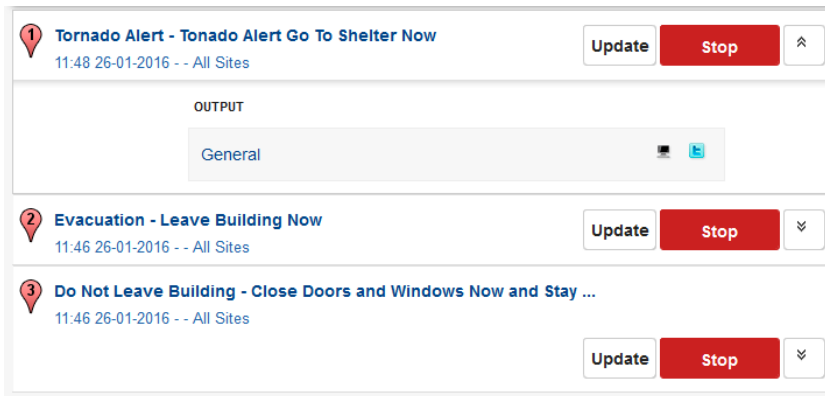 1 Tornado Alert - Tonado Alert Go To Shelter Now Update Stop
11:48 26-01-2016 - - All Sites
OUTPUT
General
2 Evacuation - Leave Building Now Update Stop
11:46 26-01-2016 - - All Sites
3 Do Not Leave Building - Close Doors and Windows Now and Stay ...
11:46 26-01-2016 - - All Sites
Update Stop